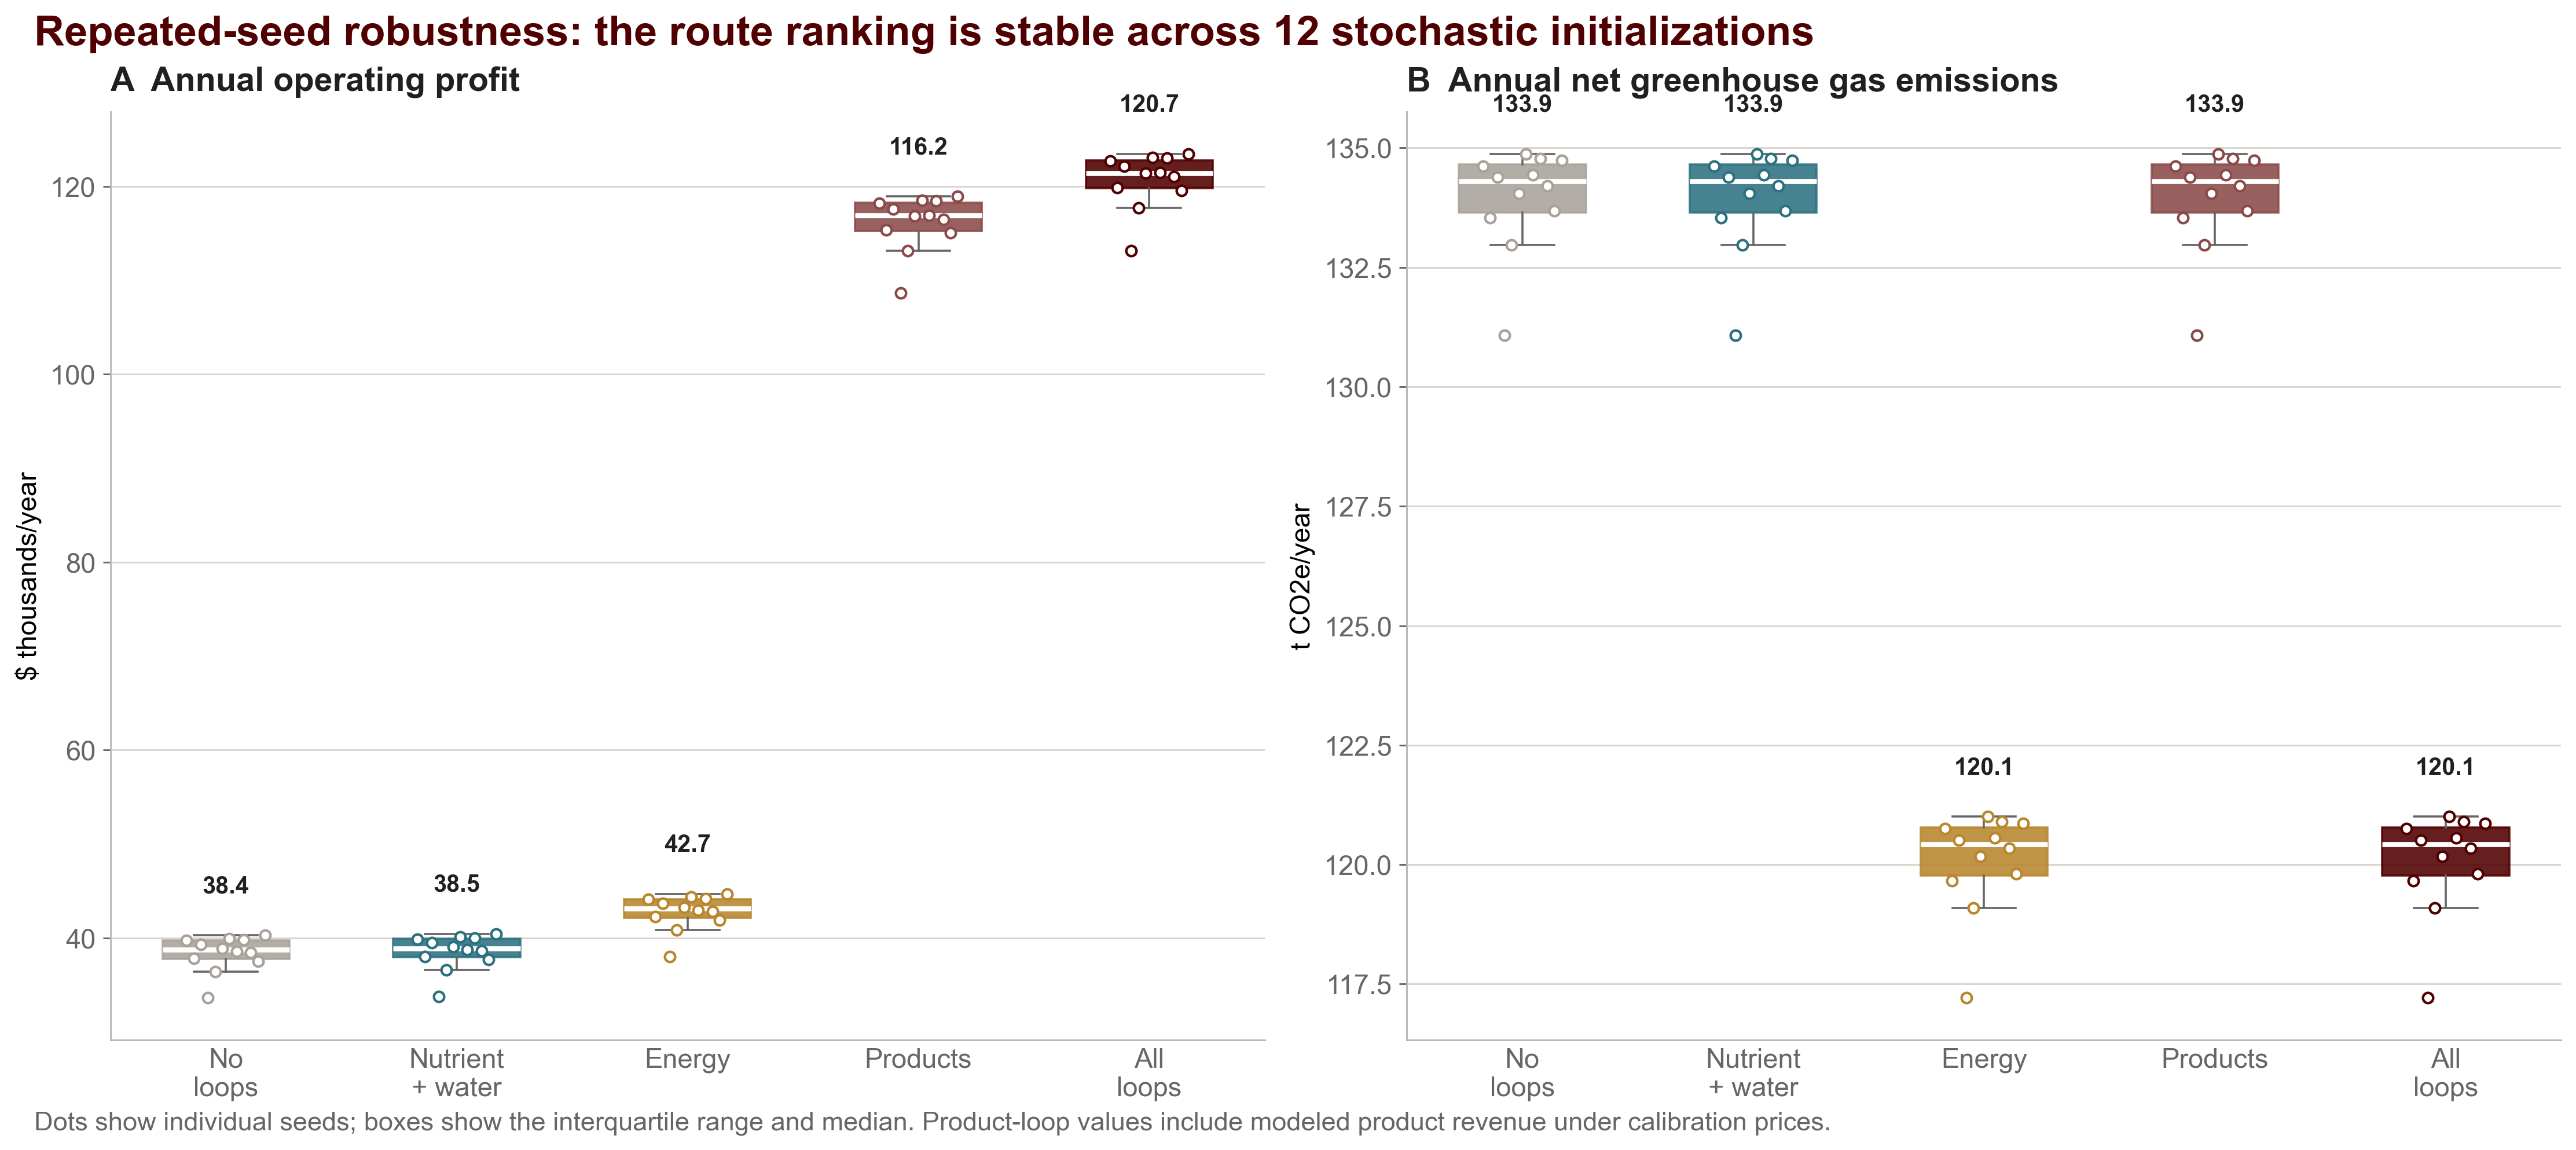 Repeated-seed robustness: the route ranking is stable across 12 stochastic initializations
A Annual operating profit
$ thousands/year
120
100
80
60
40
38.4
38.5
42.7
116.2
120.7
No
loops
Nutrient
+ water
Energy
Products
All
loops
B Annual net greenhouse gas emissions
t CO2e/year
135.0
132.5
130.0
127.5
125.0
122.5
120.0
117.5
133.9
133.9
120.1
133.9
120.1
No
loops
Nutrient
+ water
Energy
Products
All
loops
Dots show individual seeds; boxes show the interquartile range and median. Product-loop values include modeled product revenue under calibration prices.